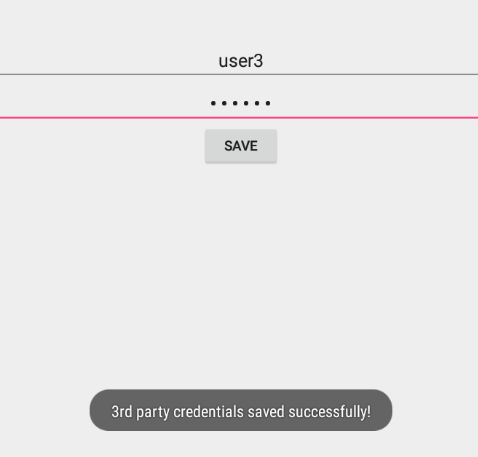 user3
••••••
SAVE
3rd party credentials saved successfully!